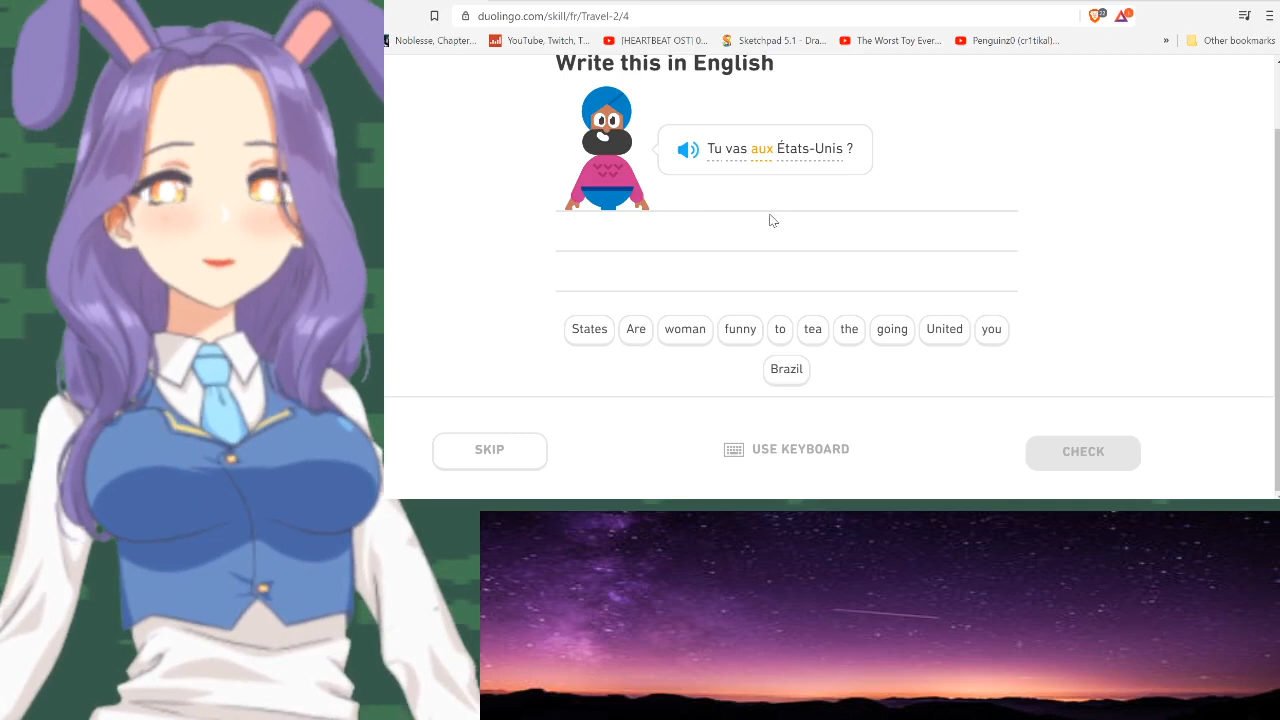 duolingo.com/skill/fr/Travel-2/4
Noblesse, Chapter... YouTube, Twitch, T... [HEARTBEAT OST] 0... Sketchpad 5.1 - Dra... The Worst Toy Ever... Penguinz0 (cr1tikal)... » Other bookmarks
Write this in English
Tu vas aux États-Unis ?
States Are woman funny to tea the going United you
Brazil
SKIP USE KEYBOARD CHECK